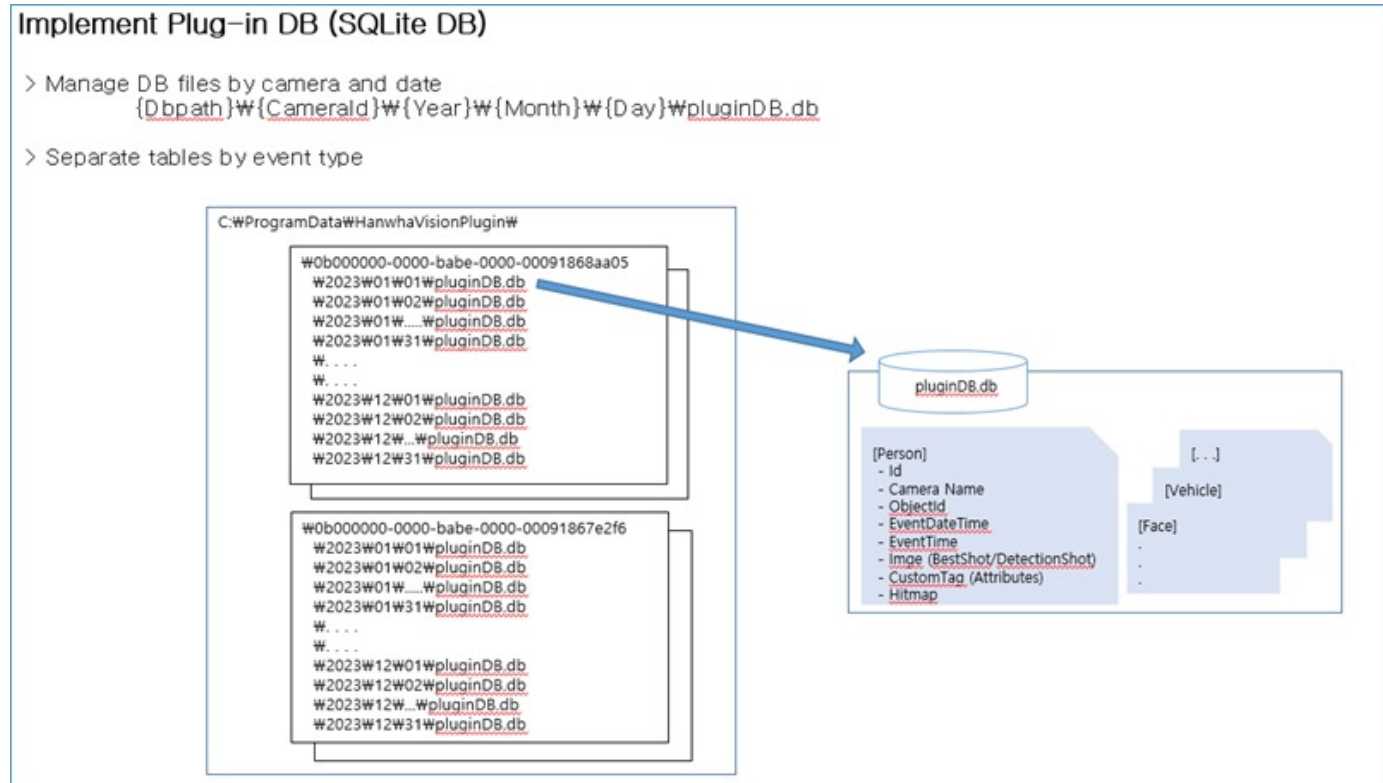 Implement Plug-in DB (SQLite DB)
> Manage DB files by camera and date
{Dbpath}₩{CameraId}₩{Year}₩{Month}₩{Day}₩pluginDB.db
> Separate tables by event type
C:₩ProgramData₩HanwhaVisionPlugin₩
₩0b000000-0000-babe-0000-00091868aa05
₩2023₩01₩01₩pluginDB.db
₩2023₩01₩02₩pluginDB.db
₩2023₩01₩.....₩pluginDB.db
₩2023₩01₩31₩pluginDB.db
₩. . . .
₩. . . .
₩2023₩12₩01₩pluginDB.db
₩2023₩12₩02₩pluginDB.db
₩2023₩12₩...₩pluginDB.db
₩2023₩12₩31₩pluginDB.db
₩0b000000-0000-babe-0000-00091867e2f6
₩2023₩01₩01₩pluginDB.db
₩2023₩01₩02₩pluginDB.db
₩2023₩01₩.....₩pluginDB.db
₩2023₩01₩31₩pluginDB.db
₩. . . .
₩. . . .
₩2023₩12₩01₩pluginDB.db
₩2023₩12₩02₩pluginDB.db
₩2023₩12₩...₩pluginDB.db
₩2023₩12₩31₩pluginDB.db
pluginDB.db
[Person]
- Id
- Camera Name
- ObjectId
- EventDateTime
- EventTime
- Imge (BestShot/DetectionShot)
- CustomTag (Attributes)
- Hitmap
[. . .]
[Vehicle]
[Face]
.
.
.